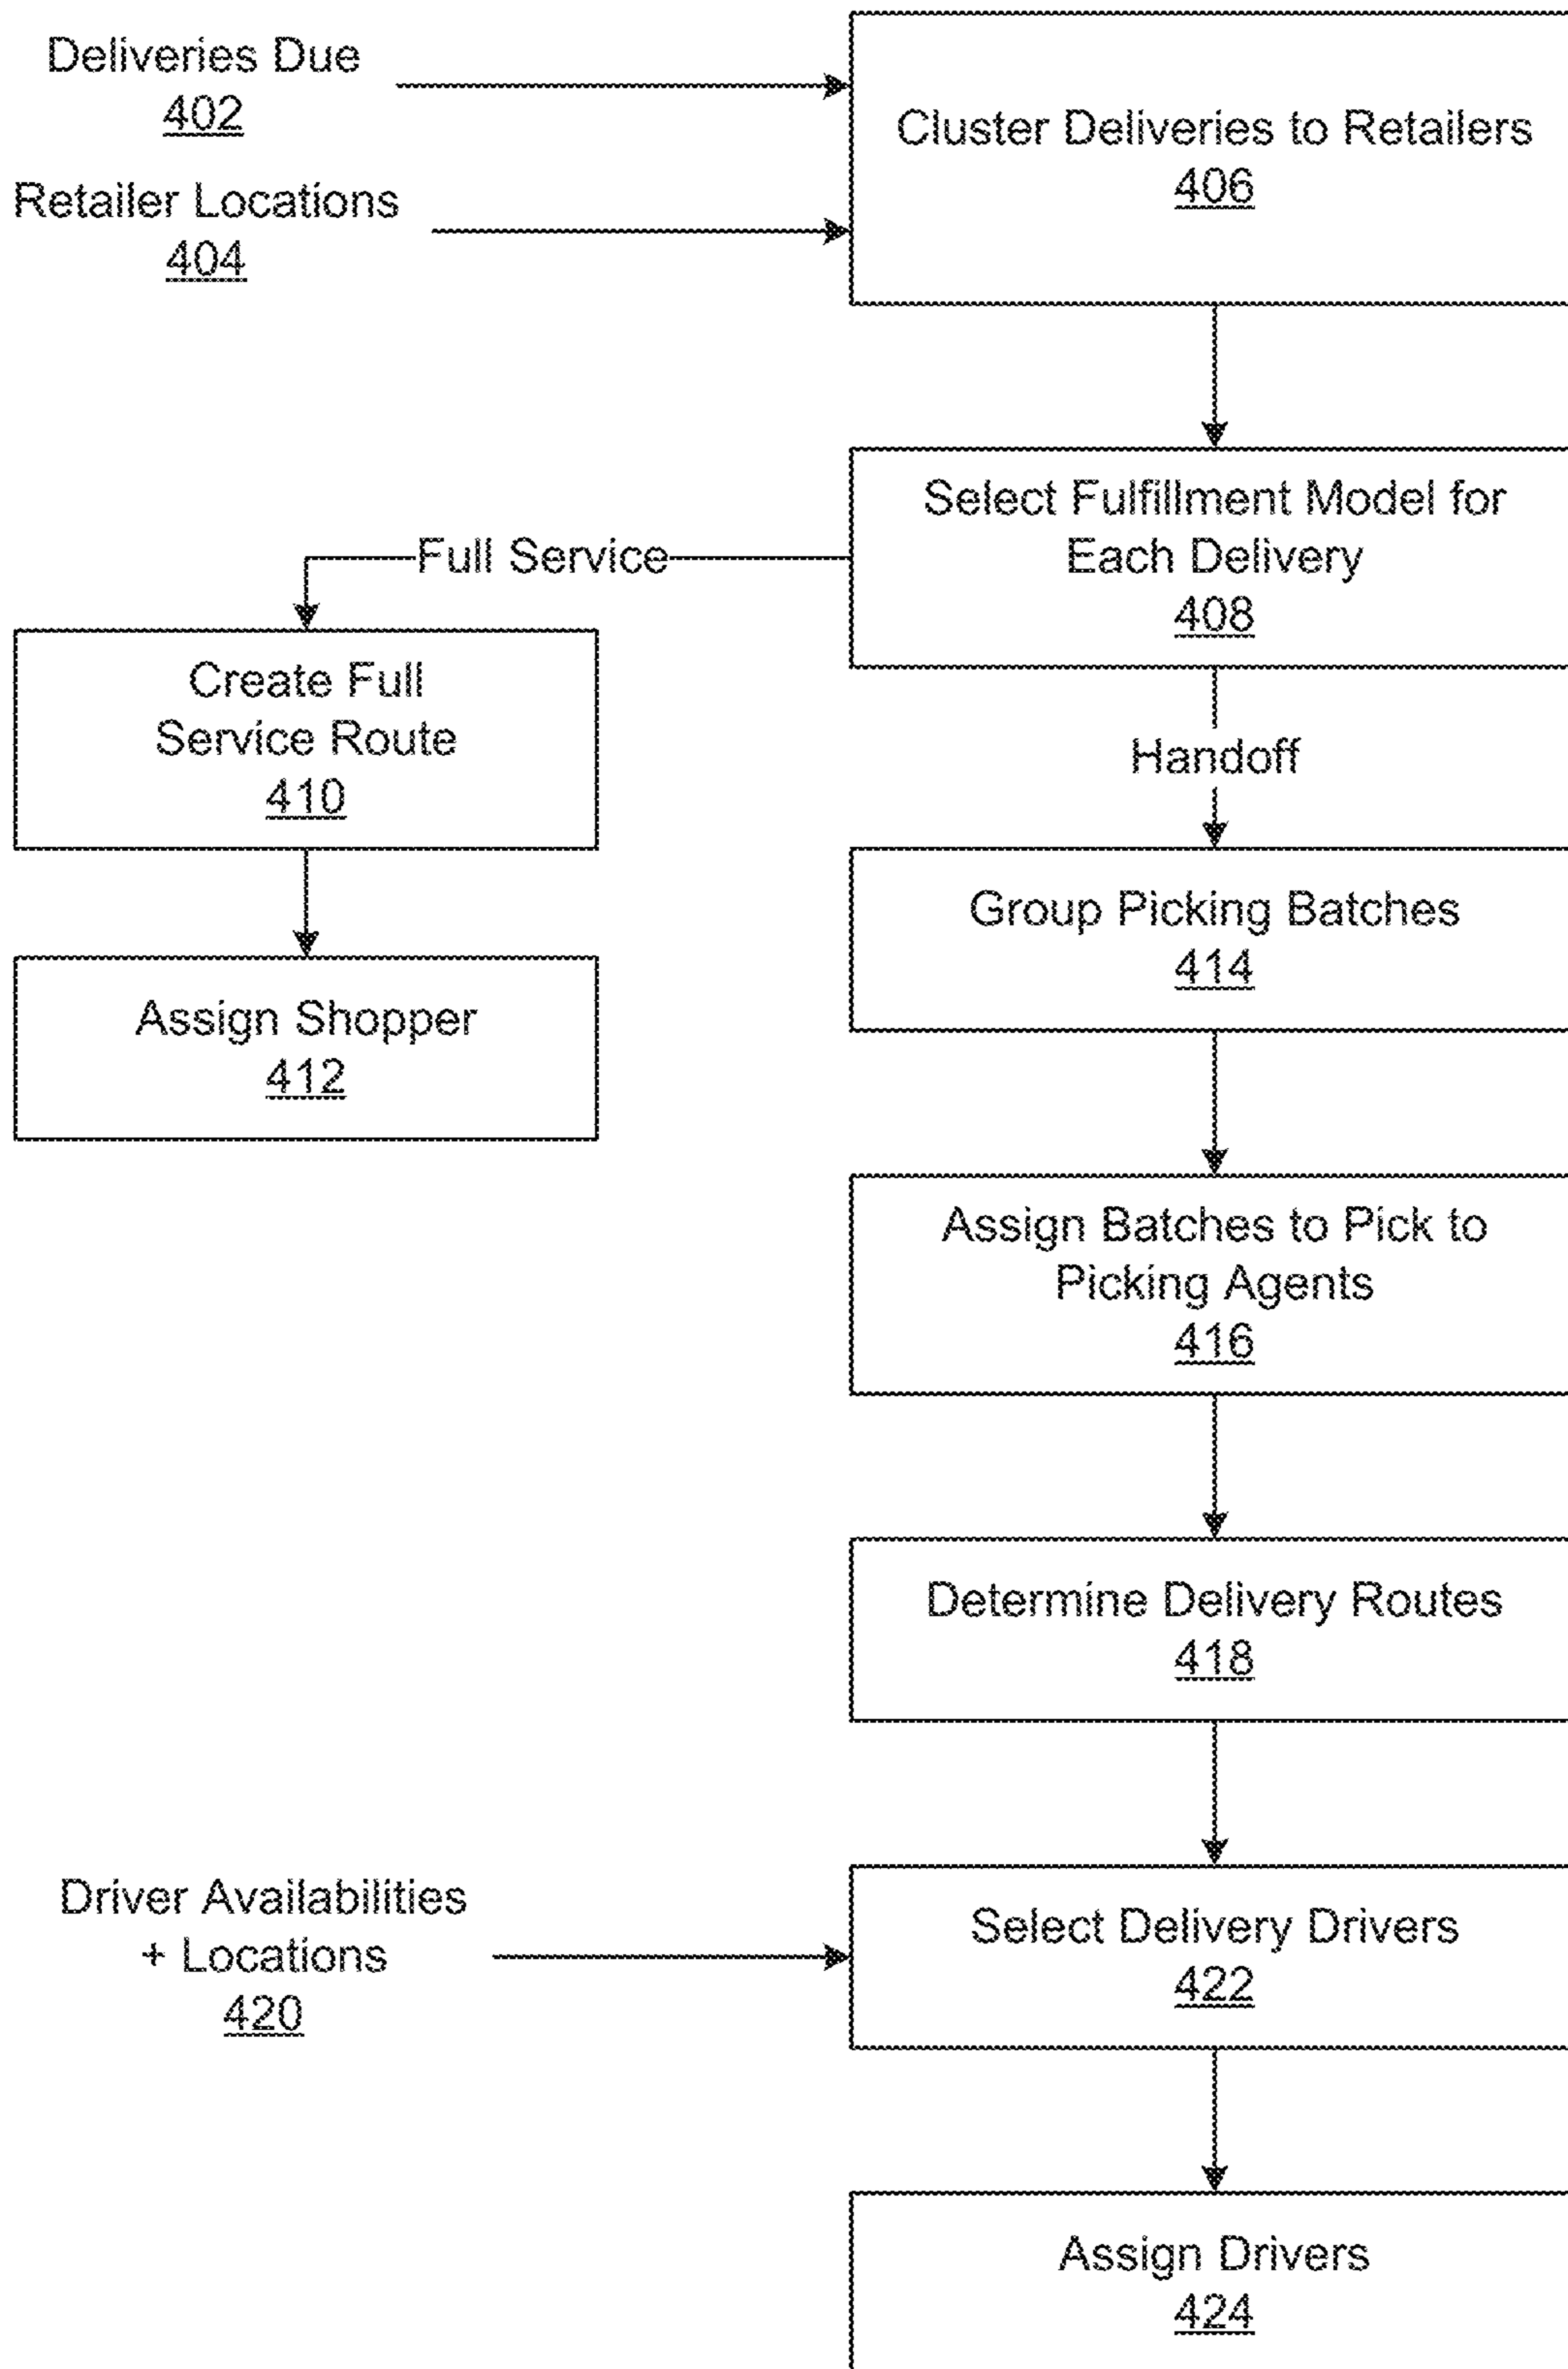 Deliveries Due
402
Retailer Locations
404
Cluster Deliveries to Retailers
406
Select Fulfillment Model for
Each Delivery
408
Full Service
Create Full
Service Route
410
Assign Shopper
412
Handoff
Group Picking Batches
414
Assign Batches to Pick to
Picking Agents
416
Determine Delivery Routes
418
Driver Availabilities
+ Locations
420
Select Delivery Drivers
422
Assign Drivers
424